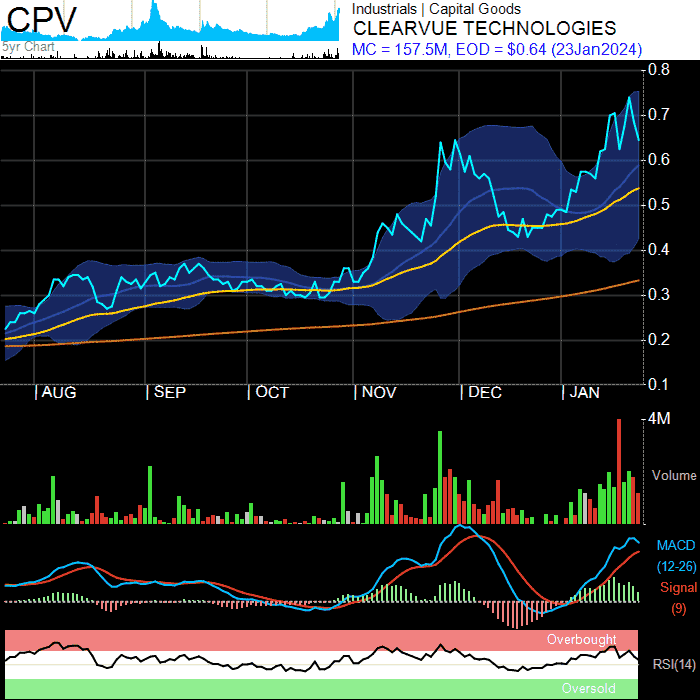 CPV
5yr Chart
Industrials | Capital Goods
CLEARVUE TECHNOLOGIES
MC = 157.5M, EOD = $0.64 (23Jan2024)
0.8
0.7
0.6
0.5
0.4
0.3
0.2
0.1
AUG SEP OCT NOV DEC JAN
4M
Volume
MACD
(12-26)
Signal
(9)
Overbought
RSI(14)
Oversold